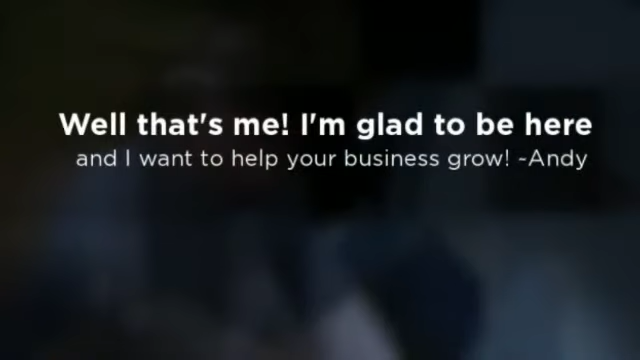 Well that's me! I'm glad to be here
and I want to help your business grow! ~Andy